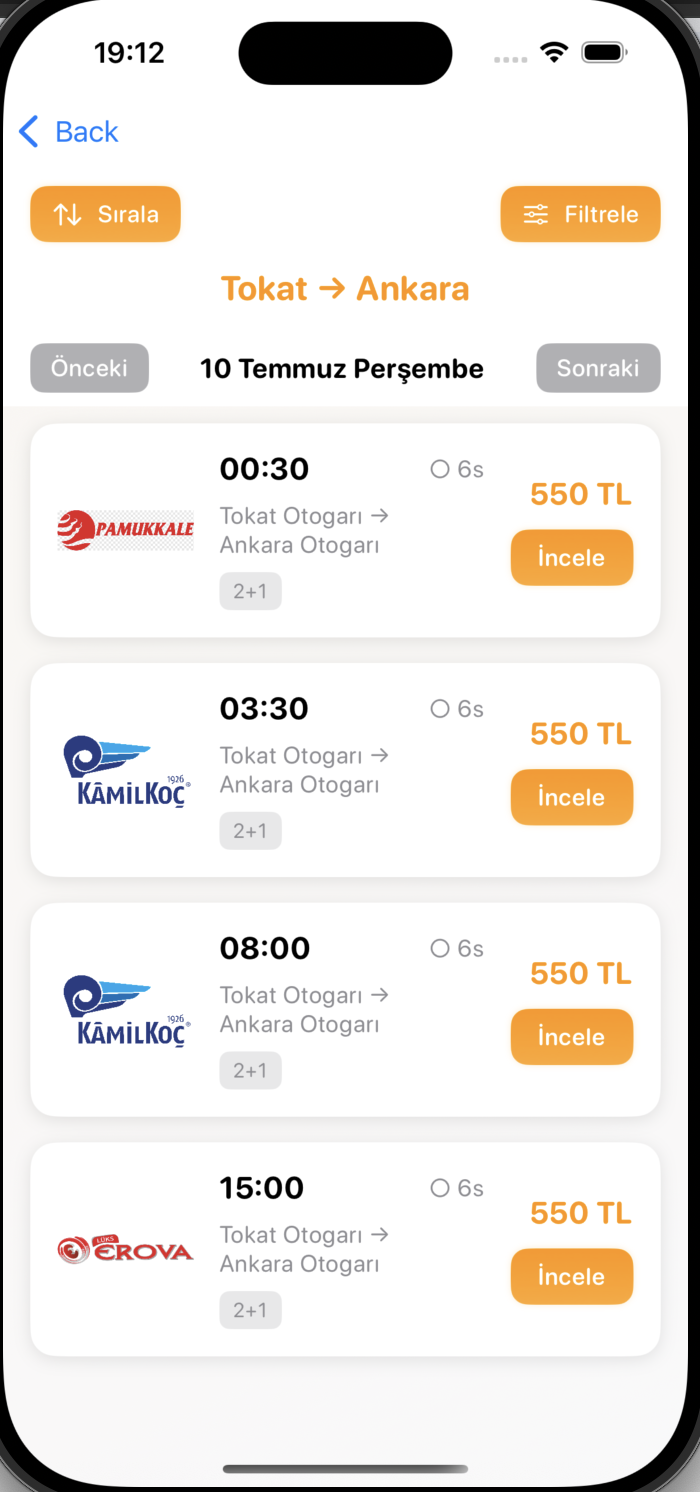 19:12
Back
Sırala
Filtrele
Tokat → Ankara
Önceki
10 Temmuz Perşembe
Sonraki
PAMUKKALE
00:30
6s
Tokat Otogarı →
Ankara Otogarı
2+1
550 TL
İncele
1926
KÂMİLKOÇ®
03:30
6s
Tokat Otogarı →
Ankara Otogarı
2+1
550 TL
İncele
1926
KÂMİLKOÇ®
08:00
6s
Tokat Otogarı →
Ankara Otogarı
2+1
550 TL
İncele
LÜKS
EROVA
15:00
6s
Tokat Otogarı →
Ankara Otogarı
2+1
550 TL
İncele